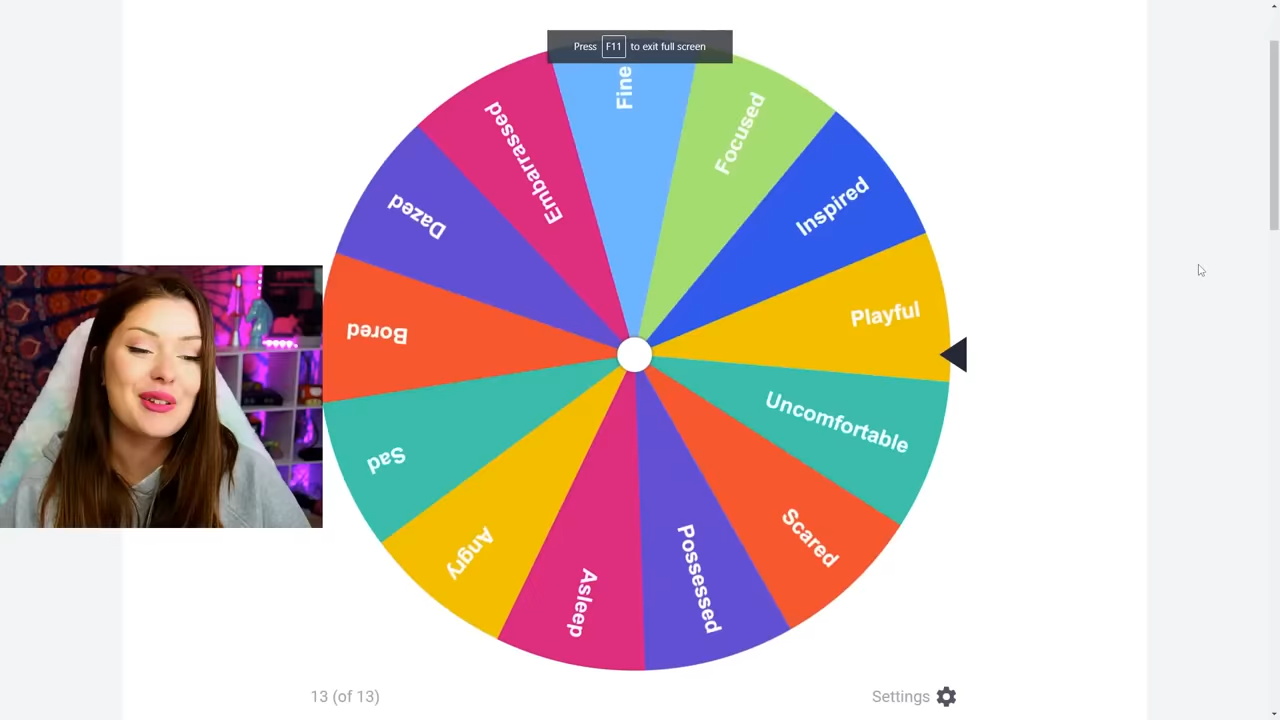 Press F11 to exit full screen
Fine
Focused
Inspired
Playful
Uncomfortable
Scared
Possessed
Asleep
Angry
Sad
Bored
Dazed
Embarrassed
13 (of 13)
Settings